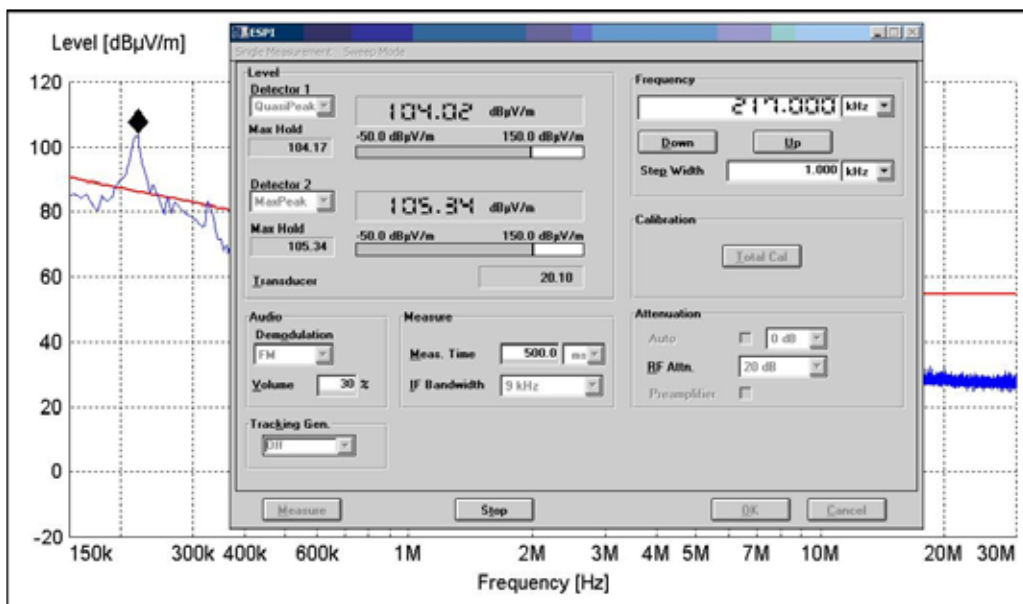 ESPI
Single Measurement Sweep Mode
Level [dBµV/m]
120
100
80
60
40
20
0
-20
Level
Detector 1
QuasiPeak
104.02 dBµV/m
Max Hold
104.17
-50.0 dBµV/m 150.0 dBµV/m
Detector 2
MaxPeak
105.34 dBµV/m
Max Hold
105.34
-50.0 dBµV/m 150.0 dBµV/m
Transducer
20.10
Frequency
217.000 kHz
Down Up
Step Width 1.000 kHz
Calibration
Total Cal
Audio
Demodulation
FM
Volume 30 %
Measure
Meas. Time 500.0 ms
IF Bandwidth 9 kHz
Attenuation
Auto 0 dB
RF Attn. 20 dB
Preamplifier
Tracking Gen.
Off
Measure Stop OK Cancel
150k 300k 400k 600k 1M 2M 3M 4M 5M 7M 10M 20M 30M
Frequency [Hz]